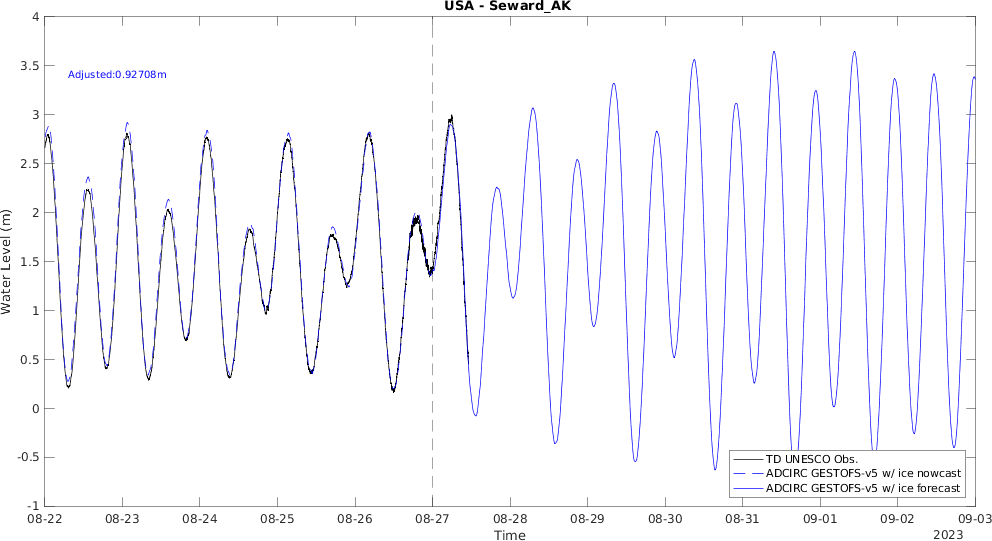 USA - Seward_AK
Adjusted:0.92708m
Water Level (m)
4
3.5
3
2.5
2
1.5
1
0.5
0
-0.5
-1
TD UNESCO Obs.
ADCIRC GESTOFS-v5 w/ ice nowcast
ADCIRC GESTOFS-v5 w/ ice forecast
08-22 08-23 08-24 08-25 08-26 08-27 08-28 08-29 08-30 08-31 09-01 09-02 09-03
Time
2023